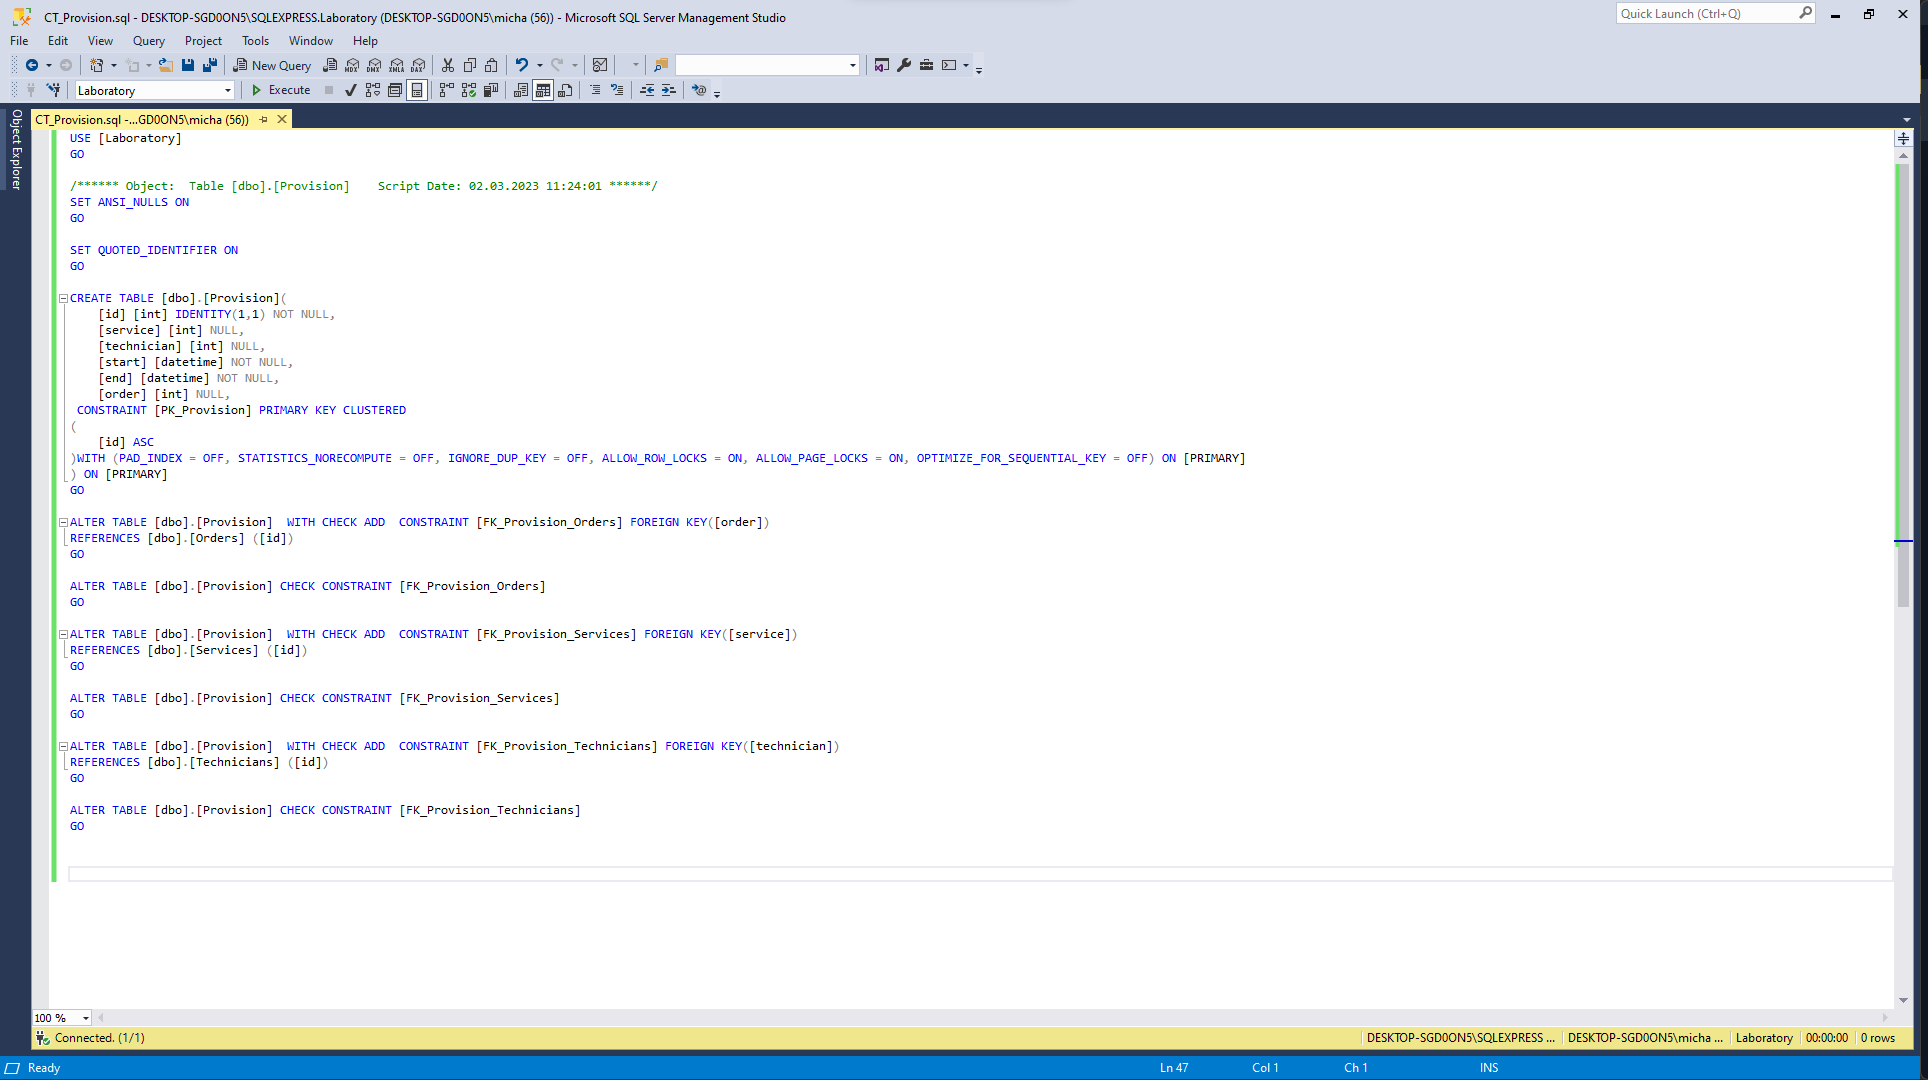 CT_Provision.sql - DESKTOP-SGD0ON5\SQLEXPRESS.Laboratory (DESKTOP-SGD0ON5\micha (56)) - Microsoft SQL Server Management Studio
Quick Launch (Ctrl+Q)
File Edit View Query Project Tools Window Help
New Query MDX DMX XMLA DAX
Laboratory Execute
Object Explorer
CT_Provision.sql -...GD0ON5\micha (56))
USE [Laboratory]
GO
/****** Object:  Table [dbo].[Provision]    Script Date: 02.03.2023 11:24:01 ******/
SET ANSI_NULLS ON
GO
SET QUOTED_IDENTIFIER ON
GO
CREATE TABLE [dbo].[Provision](
[id] [int] IDENTITY(1,1) NOT NULL,
[service] [int] NULL,
[technician] [int] NULL,
[start] [datetime] NOT NULL,
[end] [datetime] NOT NULL,
[order] [int] NULL,
CONSTRAINT [PK_Provision] PRIMARY KEY CLUSTERED
(
[id] ASC
)WITH (PAD_INDEX = OFF, STATISTICS_NORECOMPUTE = OFF, IGNORE_DUP_KEY = OFF, ALLOW_ROW_LOCKS = ON, ALLOW_PAGE_LOCKS = ON, OPTIMIZE_FOR_SEQUENTIAL_KEY = OFF) ON [PRIMARY]
) ON [PRIMARY]
GO
ALTER TABLE [dbo].[Provision]  WITH CHECK ADD  CONSTRAINT [FK_Provision_Orders] FOREIGN KEY([order])
REFERENCES [dbo].[Orders] ([id])
GO
ALTER TABLE [dbo].[Provision] CHECK CONSTRAINT [FK_Provision_Orders]
GO
ALTER TABLE [dbo].[Provision]  WITH CHECK ADD  CONSTRAINT [FK_Provision_Services] FOREIGN KEY([service])
REFERENCES [dbo].[Services] ([id])
GO
ALTER TABLE [dbo].[Provision] CHECK CONSTRAINT [FK_Provision_Services]
GO
ALTER TABLE [dbo].[Provision]  WITH CHECK ADD  CONSTRAINT [FK_Provision_Technicians] FOREIGN KEY([technician])
REFERENCES [dbo].[Technicians] ([id])
GO
ALTER TABLE [dbo].[Provision] CHECK CONSTRAINT [FK_Provision_Technicians]
GO
100 %
Connected. (1/1) DESKTOP-SGD0ON5\SQLEXPRESS ... DESKTOP-SGD0ON5\micha ... Laboratory 00:00:00 0 rows
Ready Ln 47 Col 1 Ch 1 INS